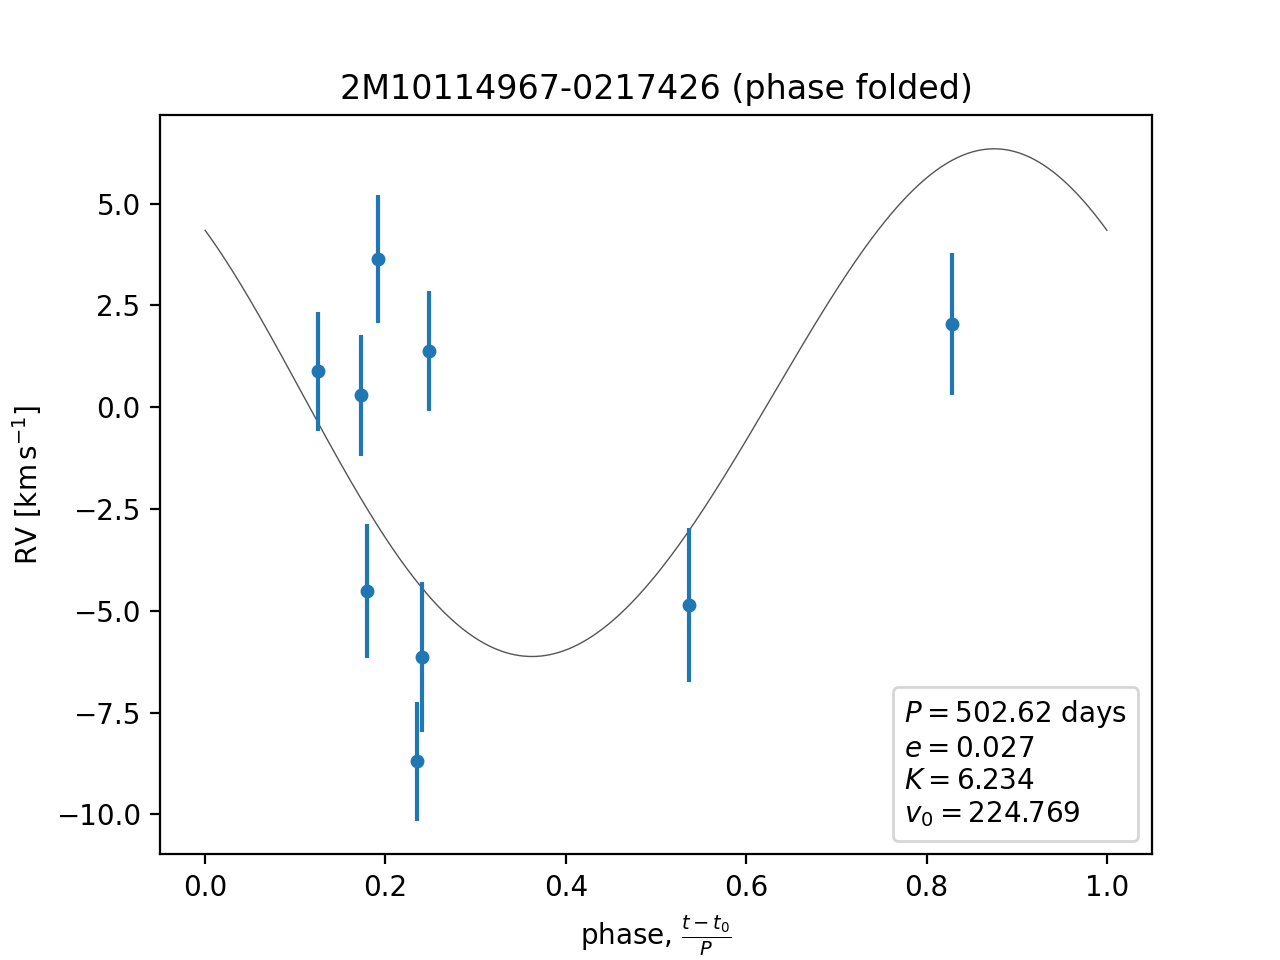 2M10114967-0217426 (phase folded)
RV [km s⁻¹]
5.0
2.5
0.0
−2.5
−5.0
−7.5
−10.0
P = 502.62 days
e = 0.027
K = 6.234
v₀ = 224.769
0.0 0.2 0.4 0.6 0.8 1.0
phase, (t − t₀)/P